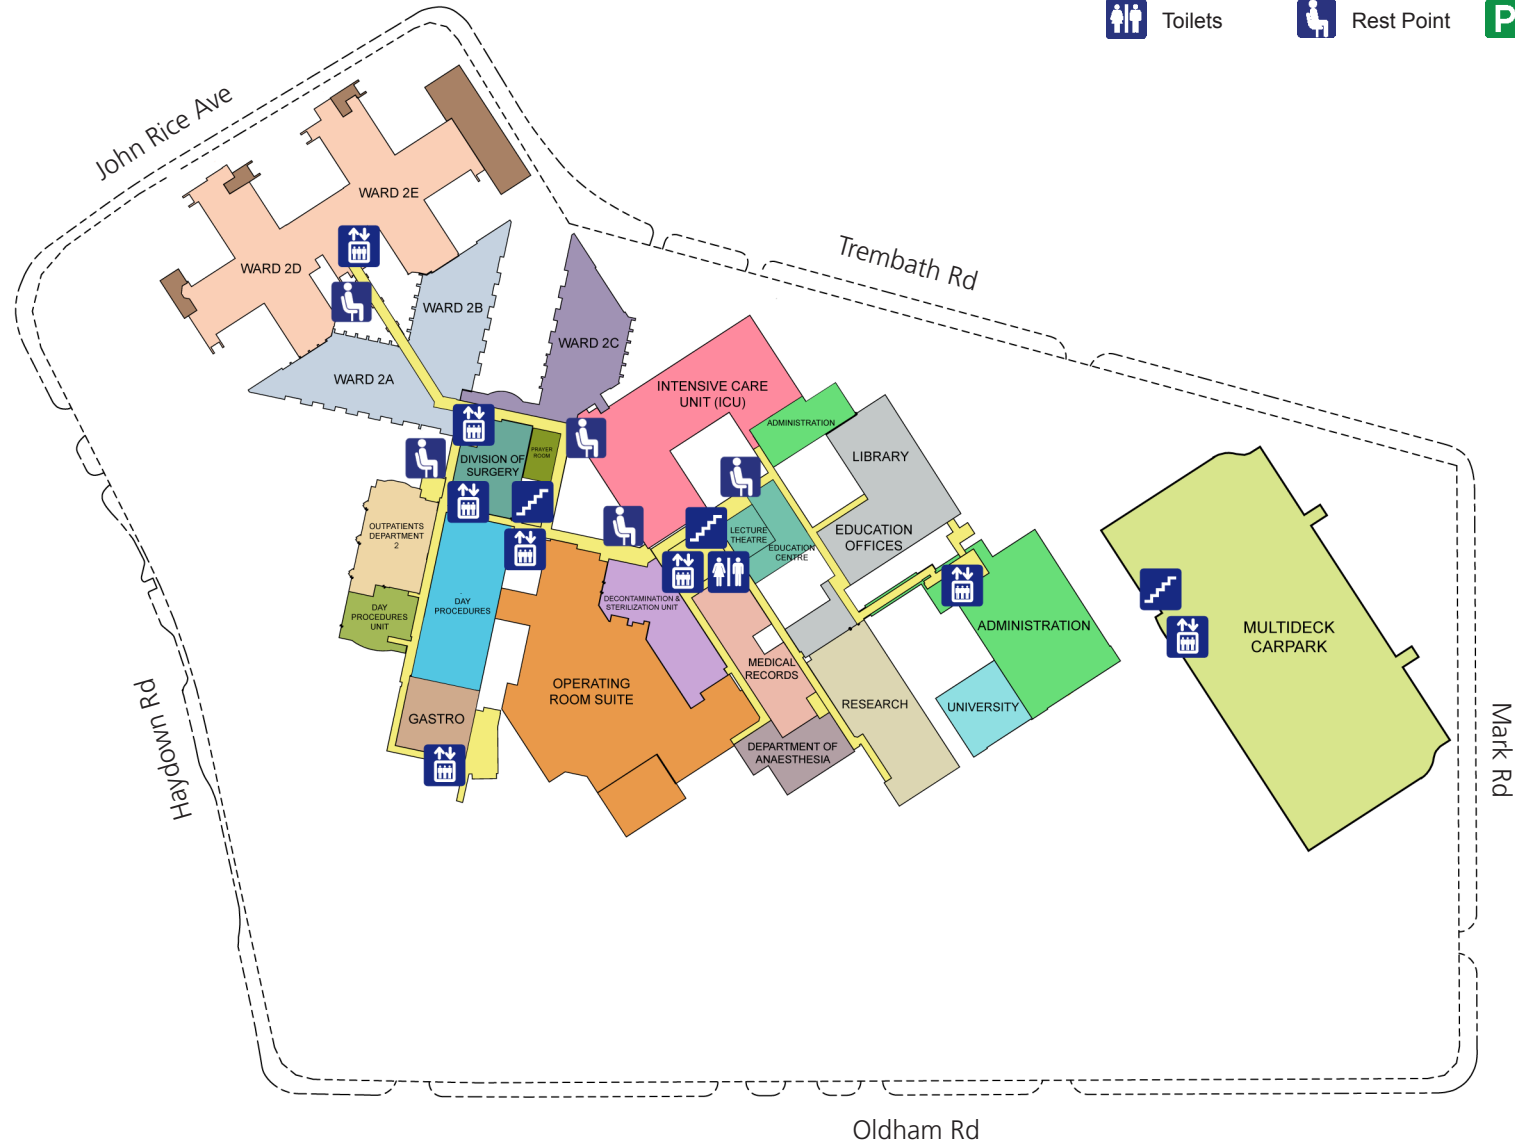 Toilets
Rest Point
P
John Rice Ave
WARD 2E
WARD 2D
Trembath Rd
WARD 2B
WARD 2C
WARD 2A
INTENSIVE CARE
UNIT (ICU)
ADMINISTRATION
LIBRARY
PRAYER
ROOM
DIVISION OF
SURGERY
OUTPATIENTS
DEPARTMENT
2
LECTURE
THEATRE
EDUCATION
CENTRE
EDUCATION
OFFICES
DAY
PROCEDURES
DAY
PROCEDURES
UNIT
DECONTAMINATION &
STERILIZATION UNIT
ADMINISTRATION
MULTIDECK
CARPARK
MEDICAL
RECORDS
OPERATING
ROOM SUITE
RESEARCH
UNIVERSITY
GASTRO
DEPARTMENT OF
ANAESTHESIA
Haydown Rd
Mark Rd
Oldham Rd